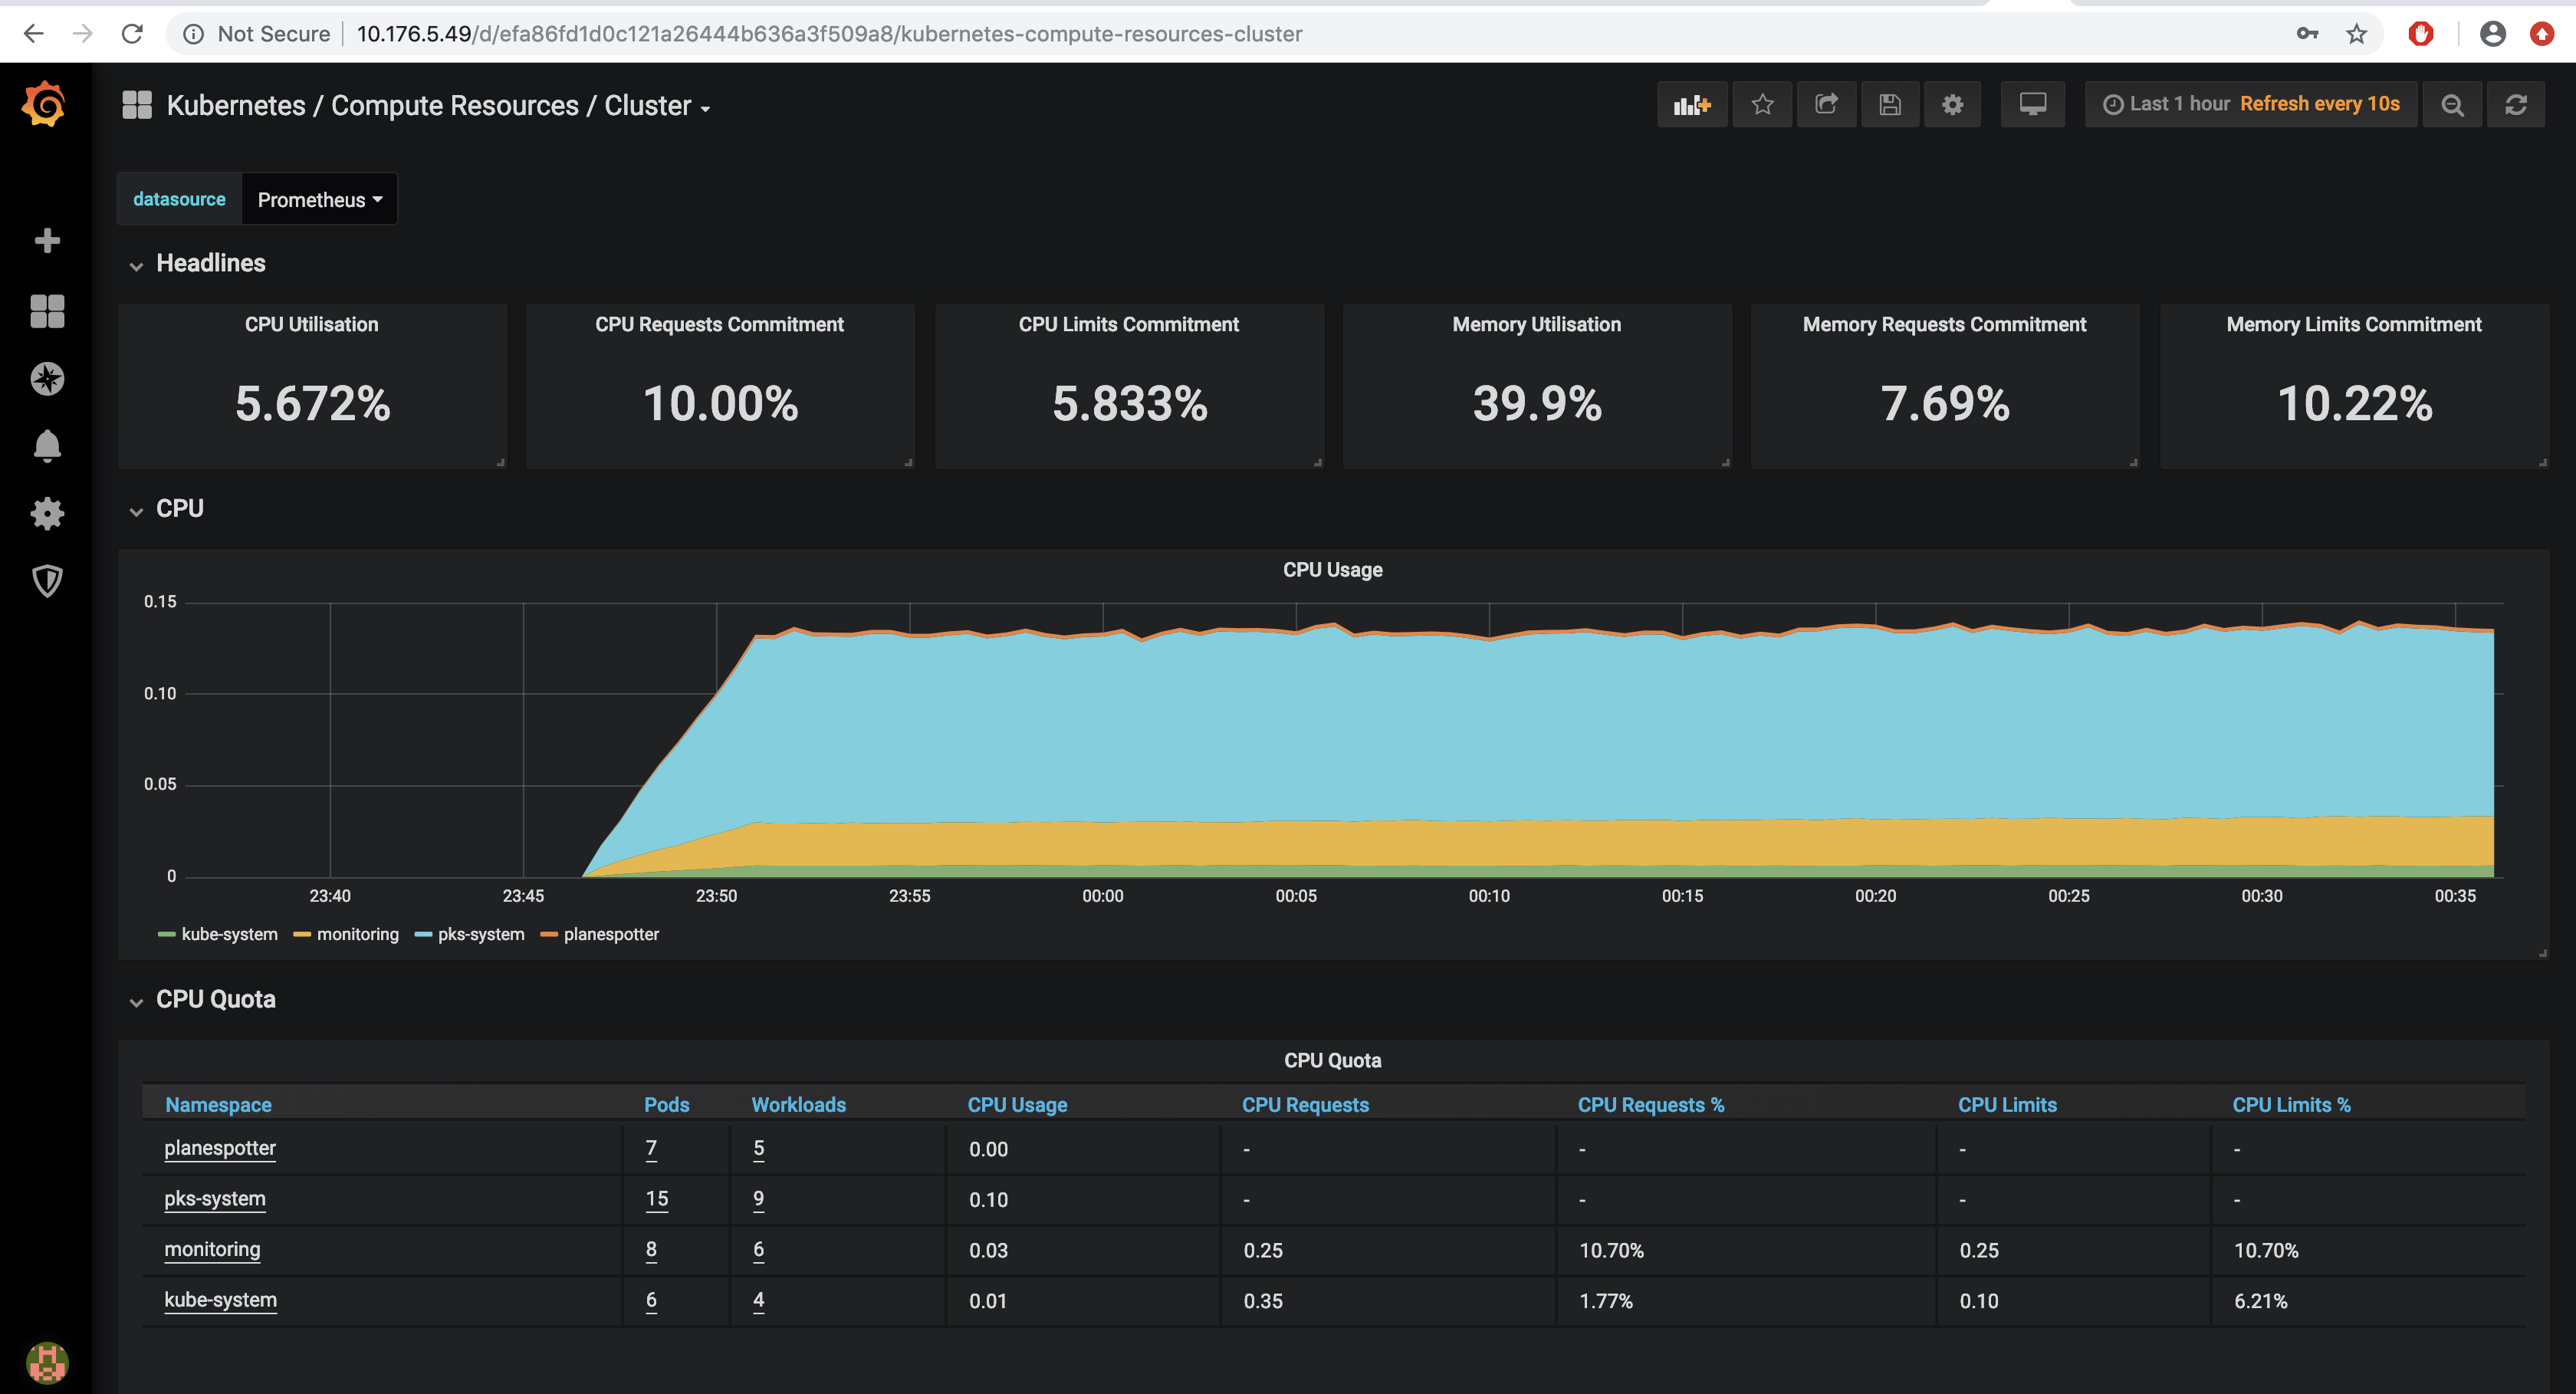 Not Secure 10.176.5.49/d/efa86fd1d0c121a26444b636a3f509a8/kubernetes-compute-resources-cluster
Kubernetes / Compute Resources / Cluster
Last 1 hour Refresh every 10s
datasource Prometheus
Headlines
CPU Utilisation CPU Requests Commitment CPU Limits Commitment Memory Utilisation Memory Requests Commitment Memory Limits Commitment
5.672% 10.00% 5.833% 39.9% 7.69% 10.22%
CPU
CPU Usage
0.15
0.10
0.05
0
23:40 23:45 23:50 23:55 00:00 00:05 00:10 00:15 00:20 00:25 00:30 00:35
kube-system monitoring pks-system planespotter
CPU Quota
CPU Quota
Namespace Pods Workloads CPU Usage CPU Requests CPU Requests % CPU Limits CPU Limits %
planespotter 7 5 0.00 - - - -
pks-system 15 9 0.10 - - - -
monitoring 8 6 0.03 0.25 10.70% 0.25 10.70%
kube-system 6 4 0.01 0.35 1.77% 0.10 6.21%